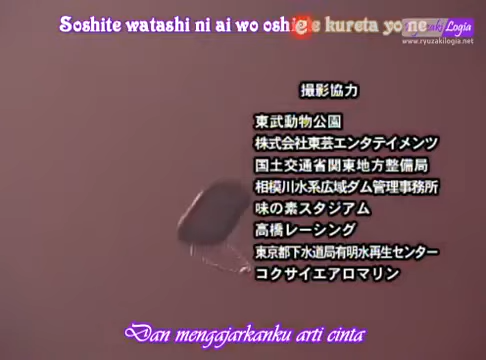 Soshite watashi ni ai wo oshiete kureta yo ne
Ryuzaki Logia
www.ryuzakilogia.net
撮影協力
東武動物公園
株式会社東芸エンタテイメンツ
国土交通省関東地方整備局
相模川水系広域ダム管理事務所
味の素スタジアム
高橋レーシング
東京都下水道局有明水再生センター
コクサイエアロマリン
Dan mengajarkanku arti cinta